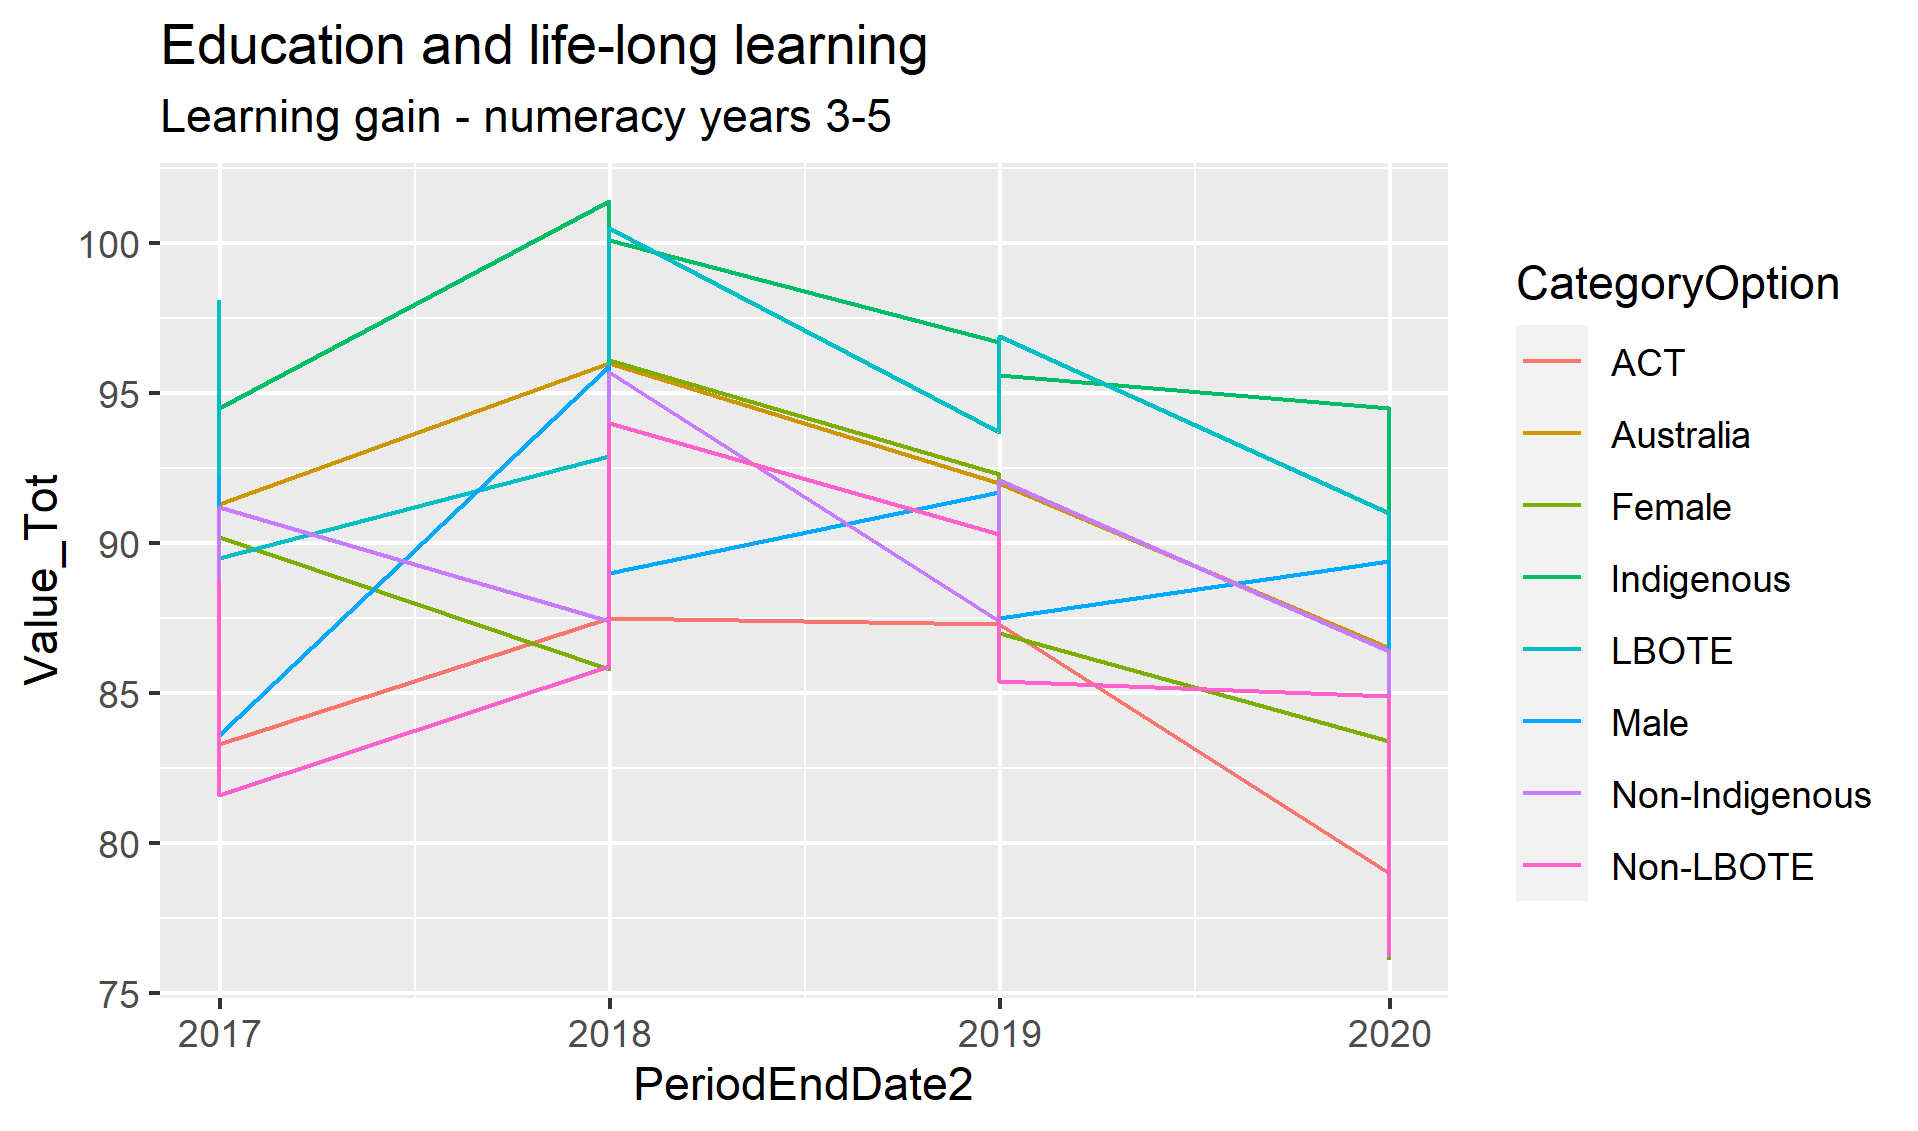 Education and life-long learning
Learning gain - numeracy years 3-5
Value_Tot
100
95
90
85
80
75
2017 2018 2019 2020
PeriodEndDate2
CategoryOption
ACT
Australia
Female
Indigenous
LBOTE
Male
Non-Indigenous
Non-LBOTE